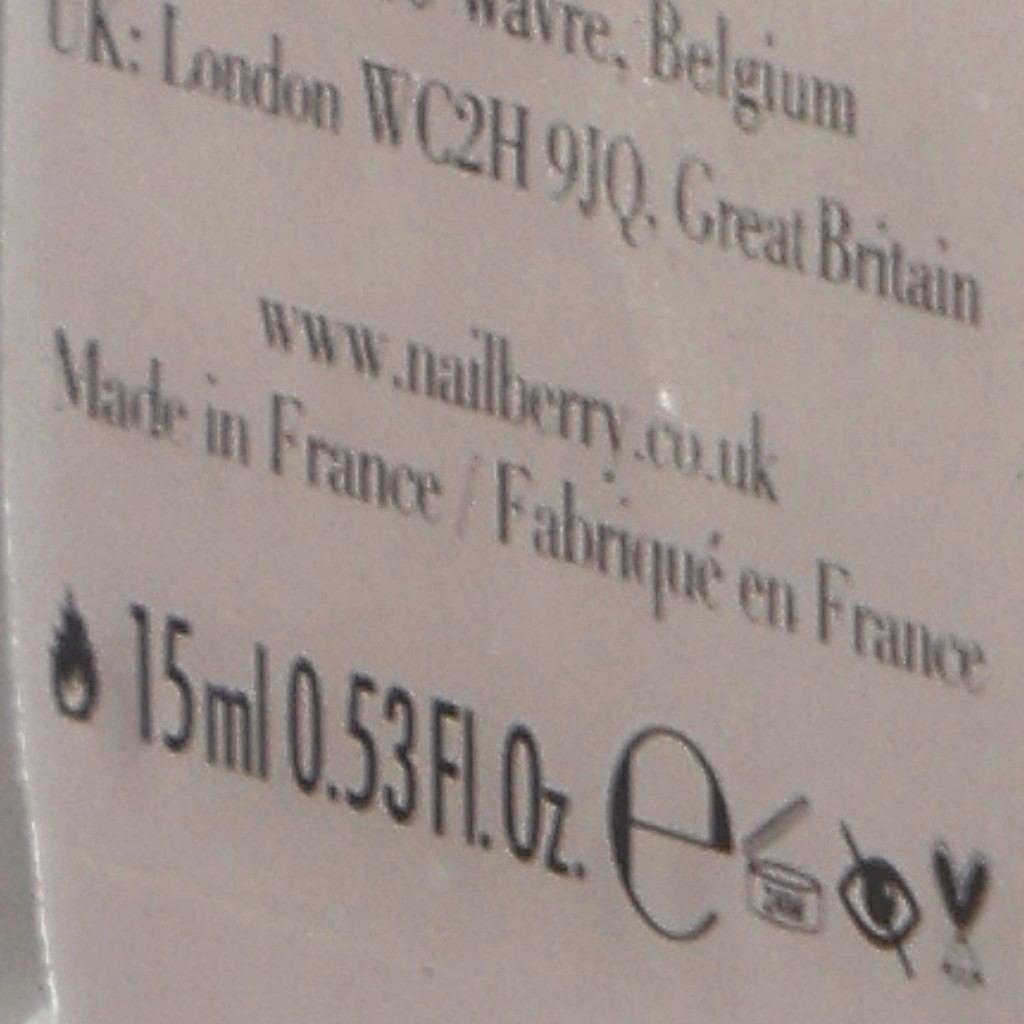 Wavre, Belgium
UK: London WC2H 9JQ, Great Britain
www.nailberry.co.uk
Made in France / Fabriqué en France
15ml 0.53 Fl. Oz. e